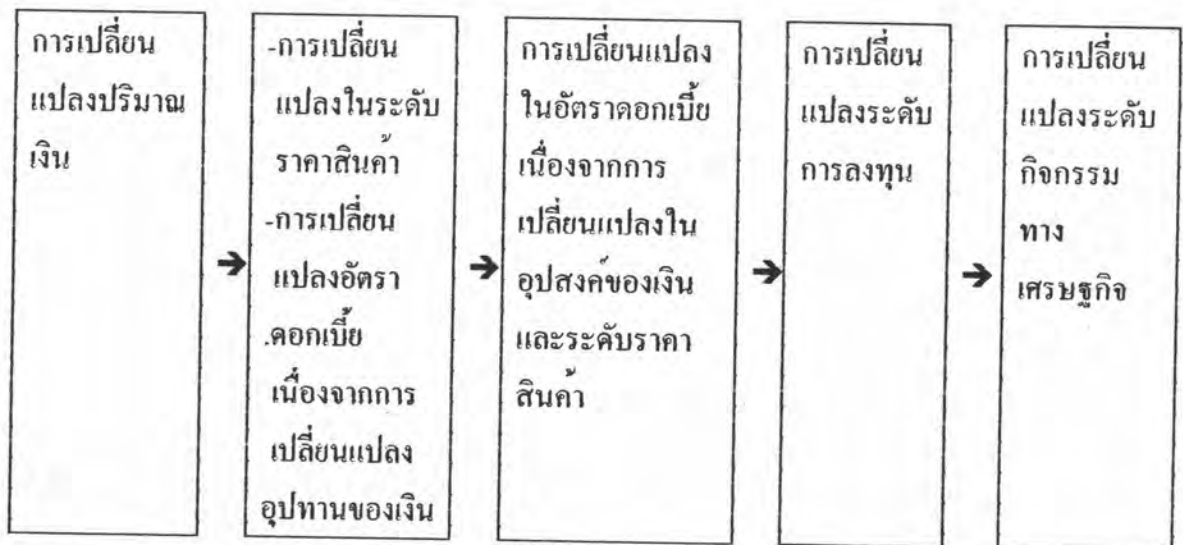 การเปลี่ยน
แปลงปริมาณ
เงิน
➔
-การเปลี่ยน
แปลงในระดับ
ราคาสินค้า
-การเปลี่ยน
แปลงอัตรา
.ดอกเบี้ย
เนื่องจากการ
เปลี่ยนแปลง
อุปทานของเงิน
➔
การเปลี่ยนแปลง
ในอัตราดอกเบี้ย
เนื่องจากการ
เปลี่ยนแปลงใน
อุปสงค์ของเงิน
และระดับราคา
สินค้า
➔
การเปลี่ยน
แปลงระดับ
การลงทุน
➔
การเปลี่ยน
แปลงระดับ
กิจกรรม
ทาง
เศรษฐกิจ